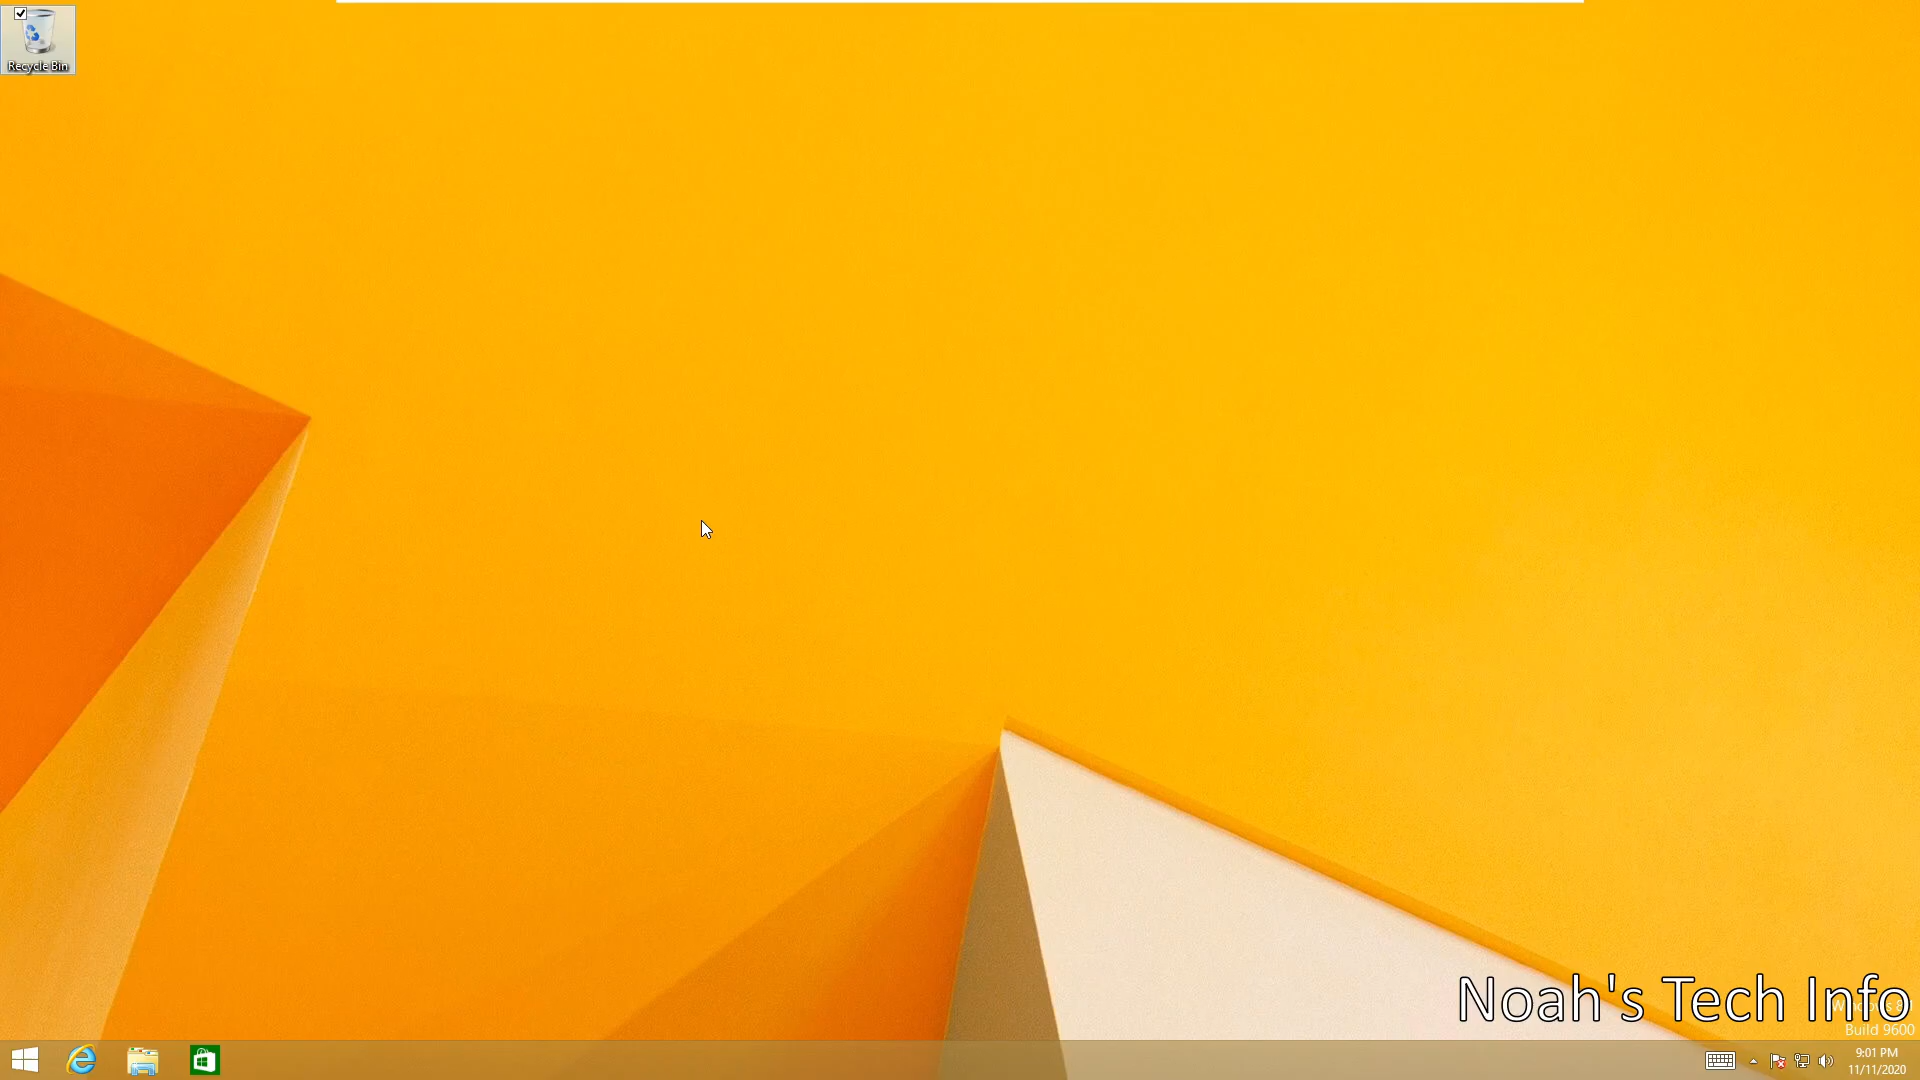 Recycle Bin
Noah's Tech Info
Build 9600
9:01 PM
11/11/2020